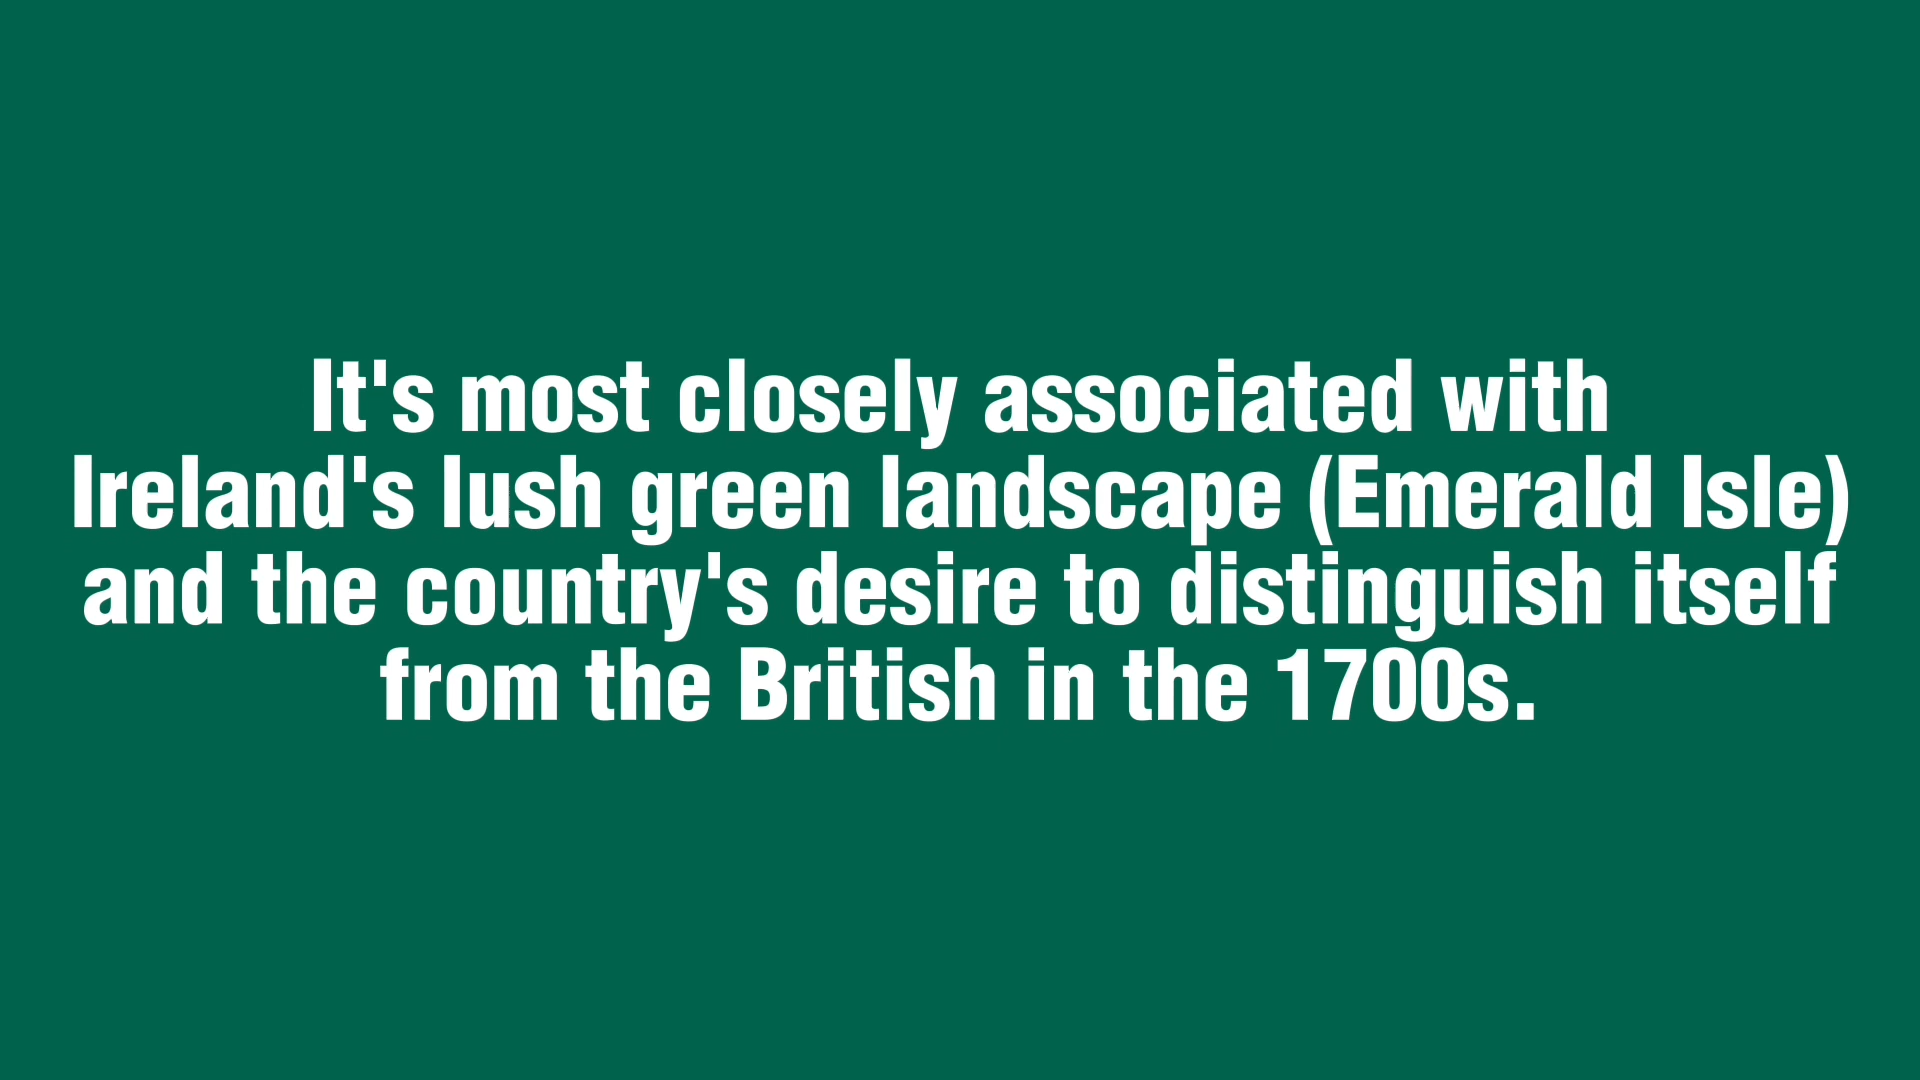 It's most closely associated with
Ireland's lush green landscape (Emerald Isle)
and the country's desire to distinguish itself
from the British in the 1700s.